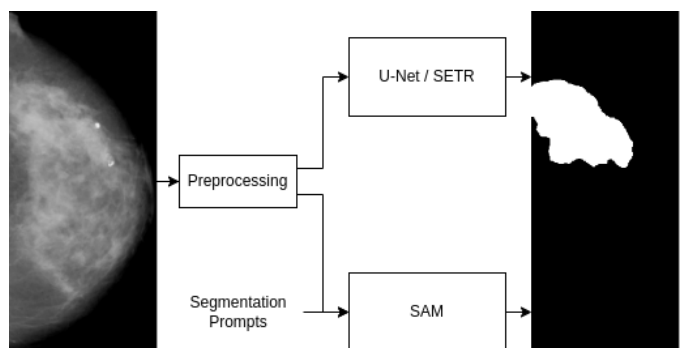 U-Net / SETR
Preprocessing
Segmentation
Prompts
SAM